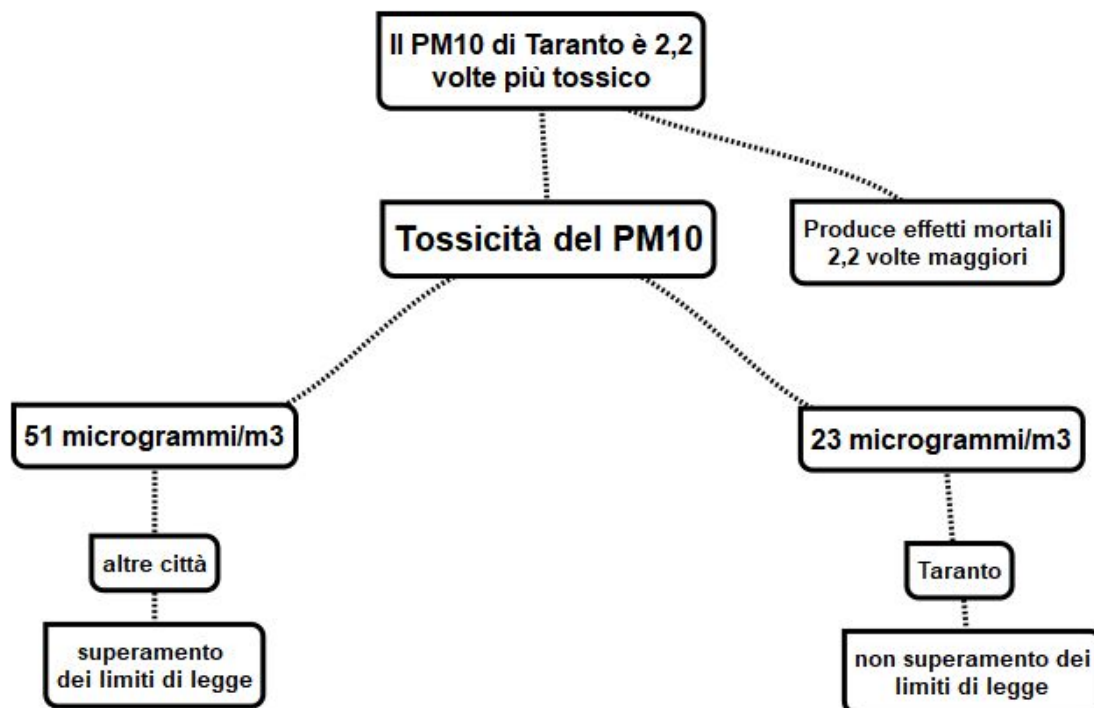 Il PM10 di Taranto è 2,2
volte più tossico
Tossicità del PM10
Produce effetti mortali
2,2 volte maggiori
51 microgrammi/m3
23 microgrammi/m3
altre città
Taranto
superamento
dei limiti di legge
non superamento dei
limiti di legge